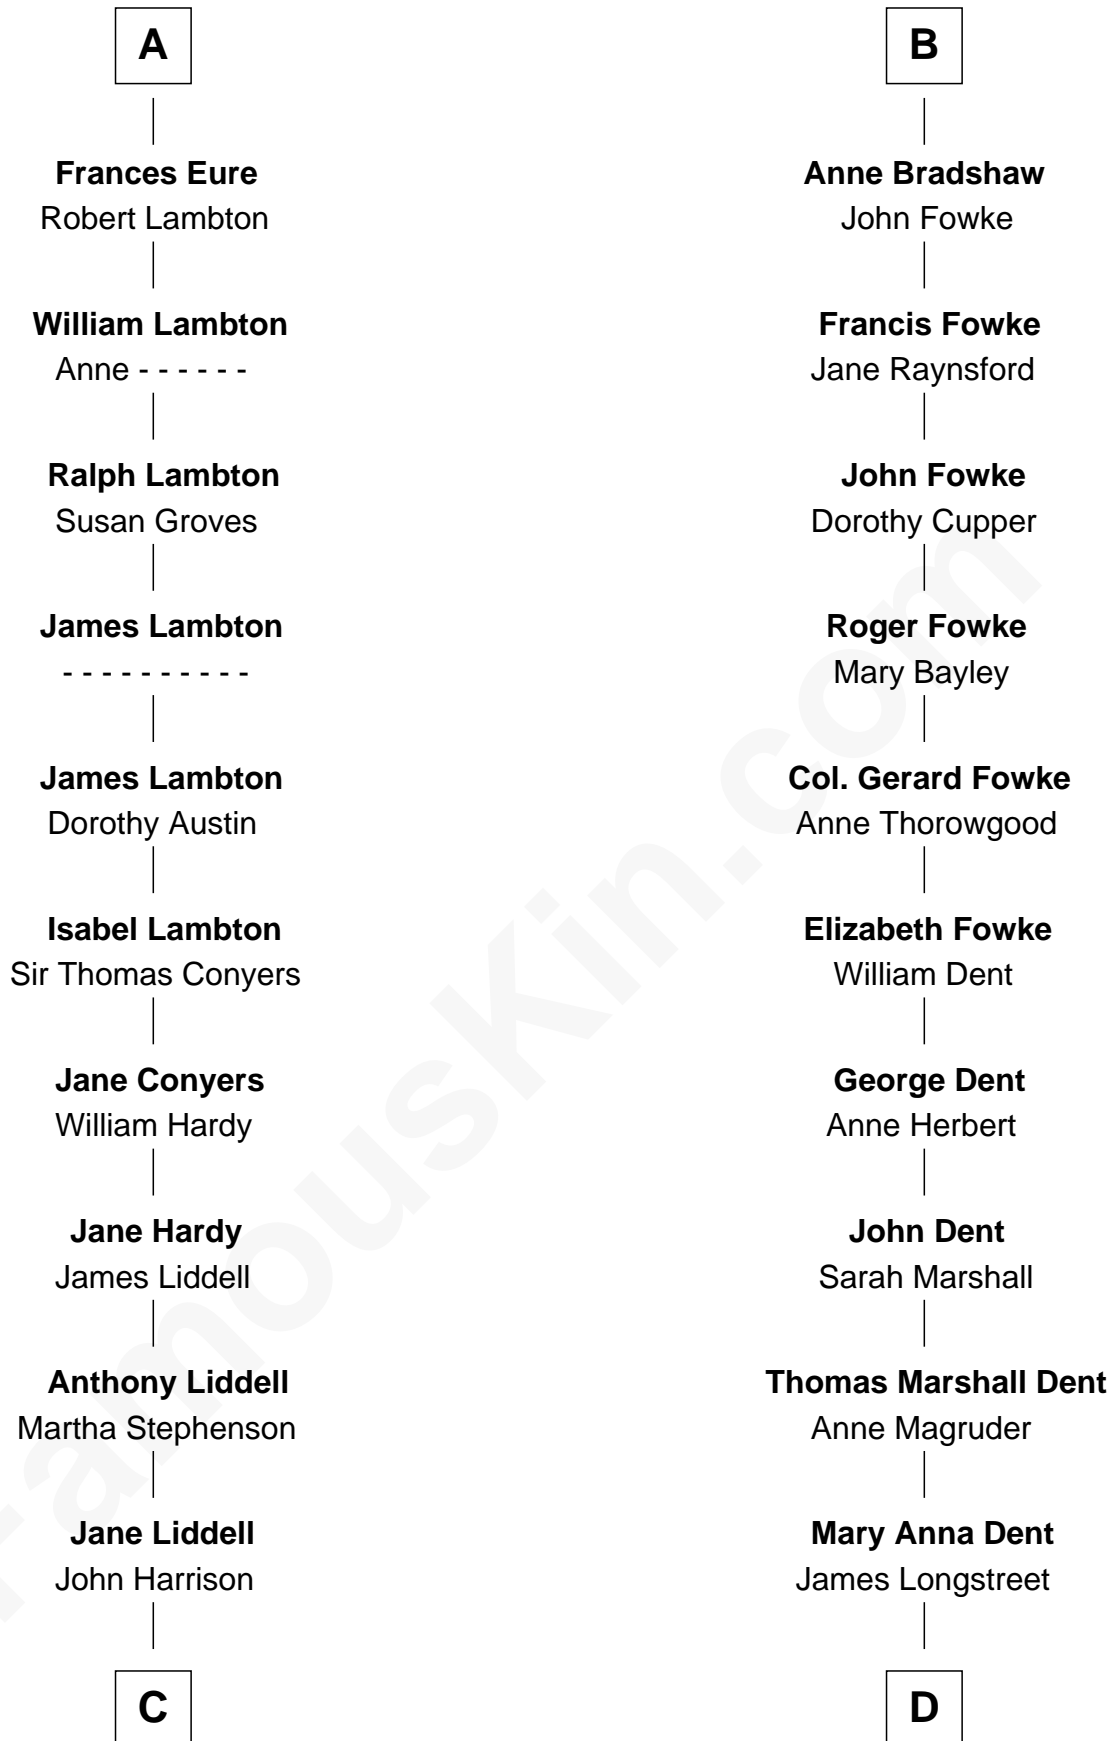 A
Frances Eure
Robert Lambton
William Lambton
Anne - - - - - -
Ralph Lambton
Susan Groves
James Lambton
- - - - - - - - - -
James Lambton
Dorothy Austin
Isabel Lambton
Sir Thomas Conyers
Jane Conyers
William Hardy
Jane Hardy
James Liddell
Anthony Liddell
Martha Stephenson
Jane Liddell
John Harrison
C
B
Anne Bradshaw
John Fowke
Francis Fowke
Jane Raynsford
John Fowke
Dorothy Cupper
Roger Fowke
Mary Bayley
Col. Gerard Fowke
Anne Thorowgood
Elizabeth Fowke
William Dent
George Dent
Anne Herbert
John Dent
Sarah Marshall
Thomas Marshall Dent
Anne Magruder
Mary Anna Dent
James Longstreet
D
FamousKin.com